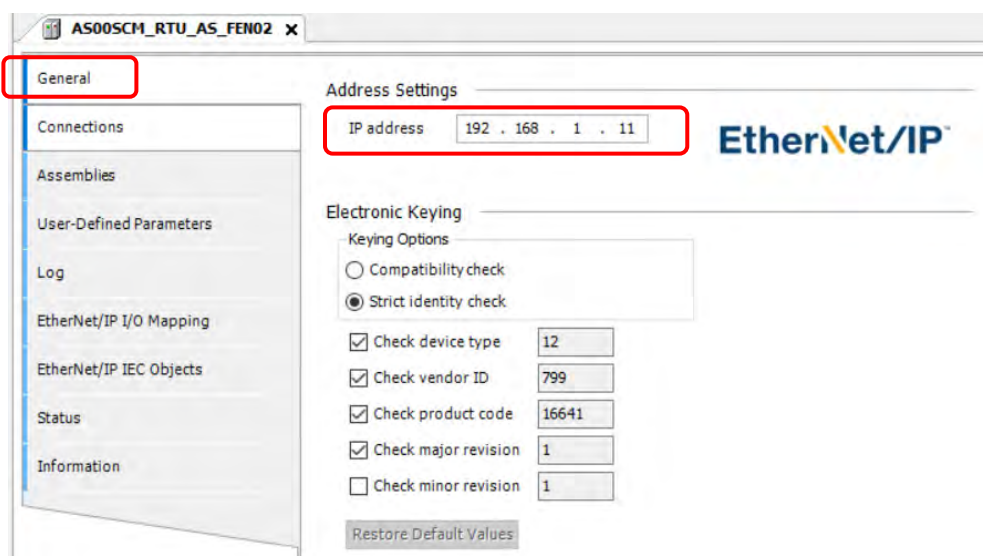 AS00SCM_RTU_AS_FEN02 X
General
Connections
Assemblies
User-Defined Parameters
Log
EtherNet/IP I/O Mapping
EtherNet/IP IEC Objects
Status
Information
Address Settings
IP address 192 . 168 . 1 . 11
EtherNet/IP™
Electronic Keying
Keying Options
Compatibility check
Strict identity check
Check device type 12
Check vendor ID 799
Check product code 16641
Check major revision 1
Check minor revision 1
Restore Default Values